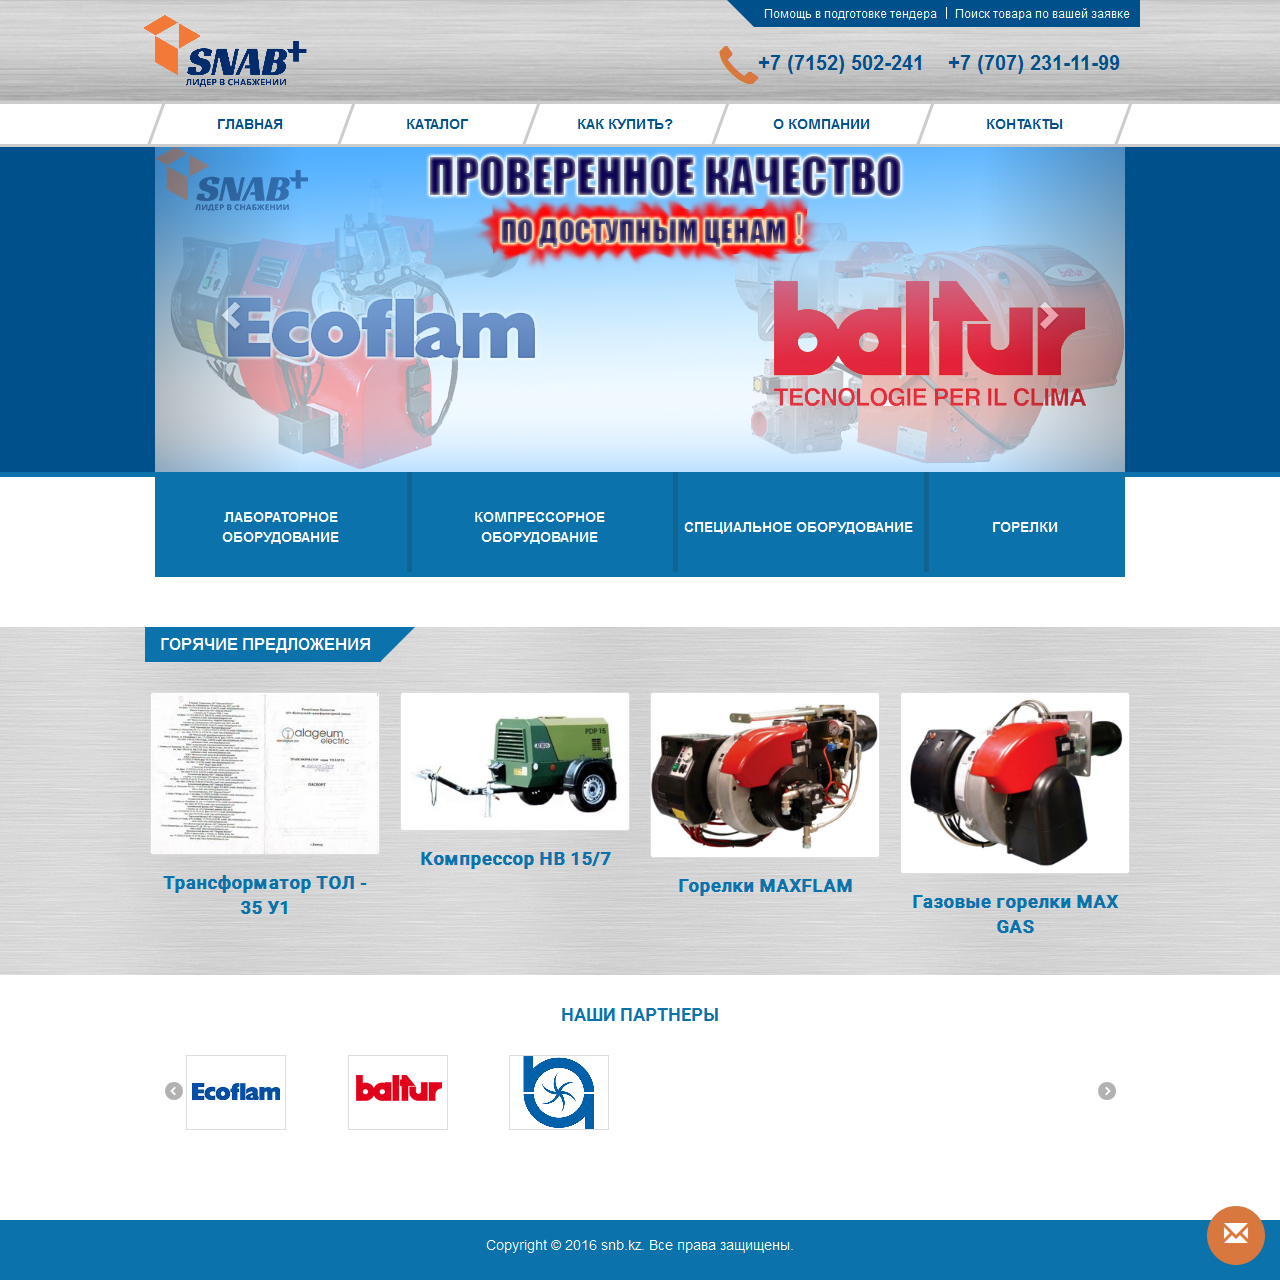 Помощь в подготовке тендера | Поиск товара по вашей заявке
SNAB+
ЛИДЕР В СНАБЖЕНИИ
+7 (7152) 502-241 +7 (707) 231-11-99
ГЛАВНАЯ КАТАЛОГ КАК КУПИТЬ? О КОМПАНИИ КОНТАКТЫ
SNAB+
ЛИДЕР В СНАБЖЕНИИ
ПРОВЕРЕННОЕ КАЧЕСТВО
ПО ДОСТУПНЫМ ЦЕНАМ !
Ecoflam
baltur
TECNOLOGIE PER IL CLIMA
ЛАБОРАТОРНОЕ
ОБОРУДОВАНИЕ
КОМПРЕССОРНОЕ
ОБОРУДОВАНИЕ
СПЕЦИАЛЬНОЕ ОБОРУДОВАНИЕ
ГОРЕЛКИ
ГОРЯЧИЕ ПРЕДЛОЖЕНИЯ
alageum
electric
ПАСПОРТ
PDP 15
Трансформатор ТОЛ -
35 У1
Компрессор НВ 15/7
Горелки MAXFLAM
Газовые горелки MAX
GAS
НАШИ ПАРТНЕРЫ
Ecoflam
baltur
Copyright © 2016 snb.kz. Все права защищены.